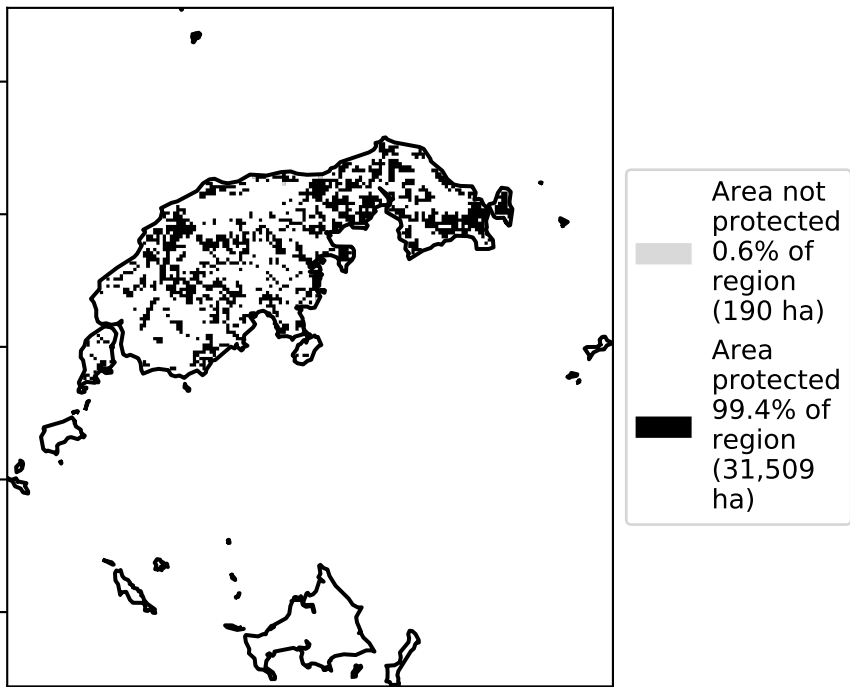 Area not
protected
0.6% of
region
(190 ha)
Area
protected
99.4% of
region
(31,509
ha)